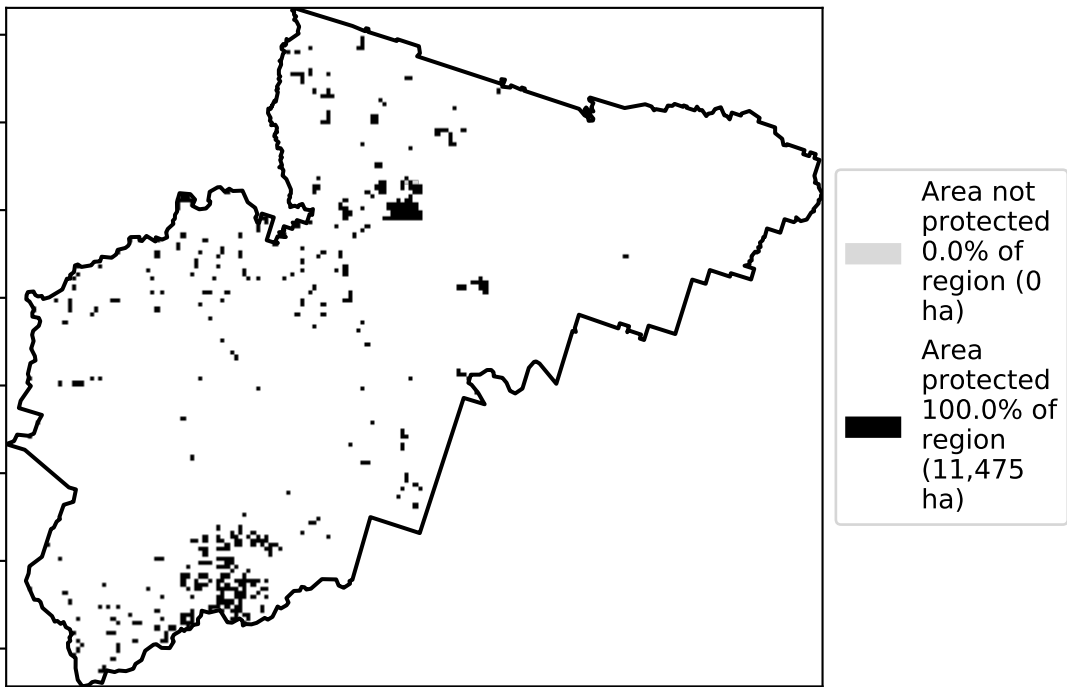 Area not
protected
0.0% of
region (0
ha)
Area
protected
100.0% of
region
(11,475
ha)